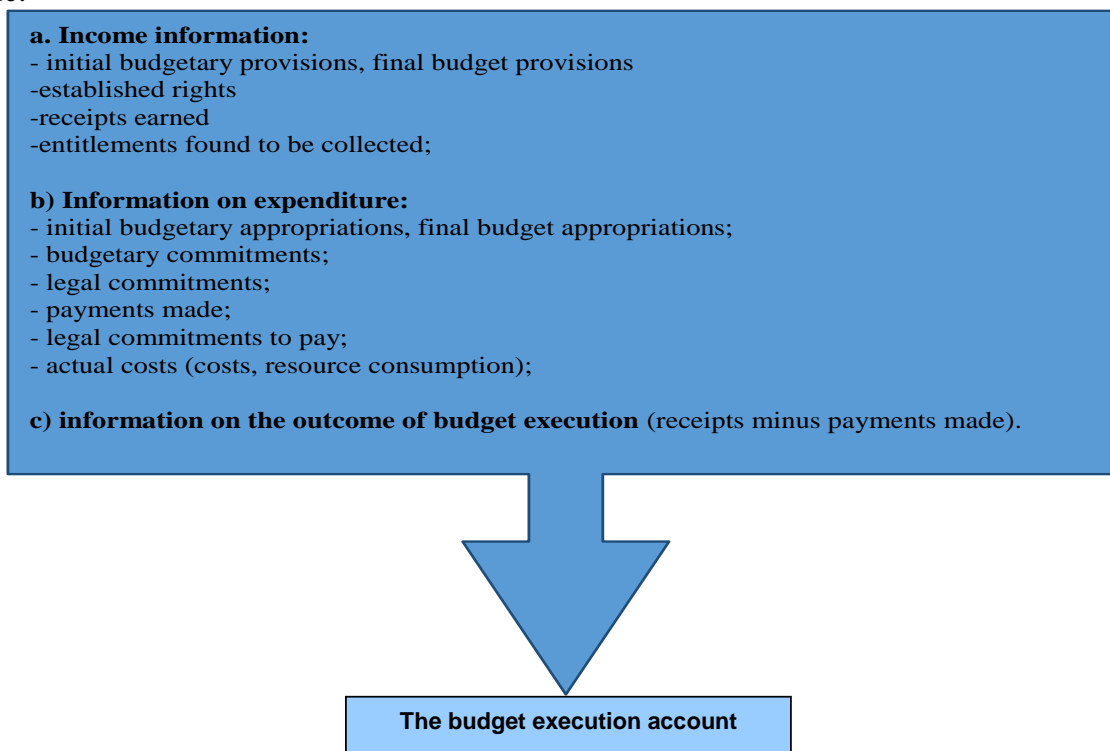 a. Income information:
- initial budgetary provisions, final budget provisions
-established rights
-receipts earned
-entitlements found to be collected;
b) Information on expenditure:
- initial budgetary appropriations, final budget appropriations;
- budgetary commitments;
- legal commitments;
- payments made;
- legal commitments to pay;
- actual costs (costs, resource consumption);
c) information on the outcome of budget execution (receipts minus payments made).
The budget execution account